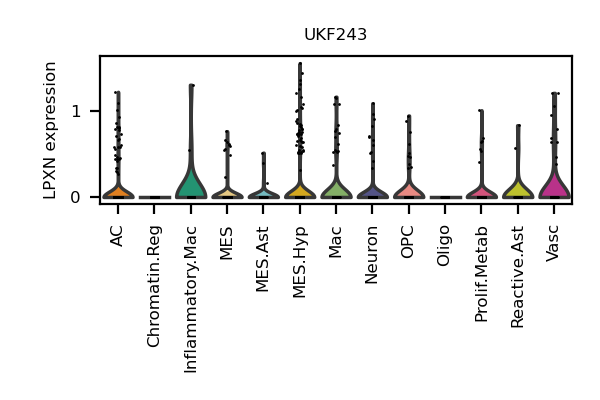 UKF243
LPXN expression
1
0
AC
Chromatin.Reg
Inflammatory.Mac
MES
MES.Ast
MES.Hyp
Mac
Neuron
OPC
Oligo
Prolif.Metab
Reactive.Ast
Vasc